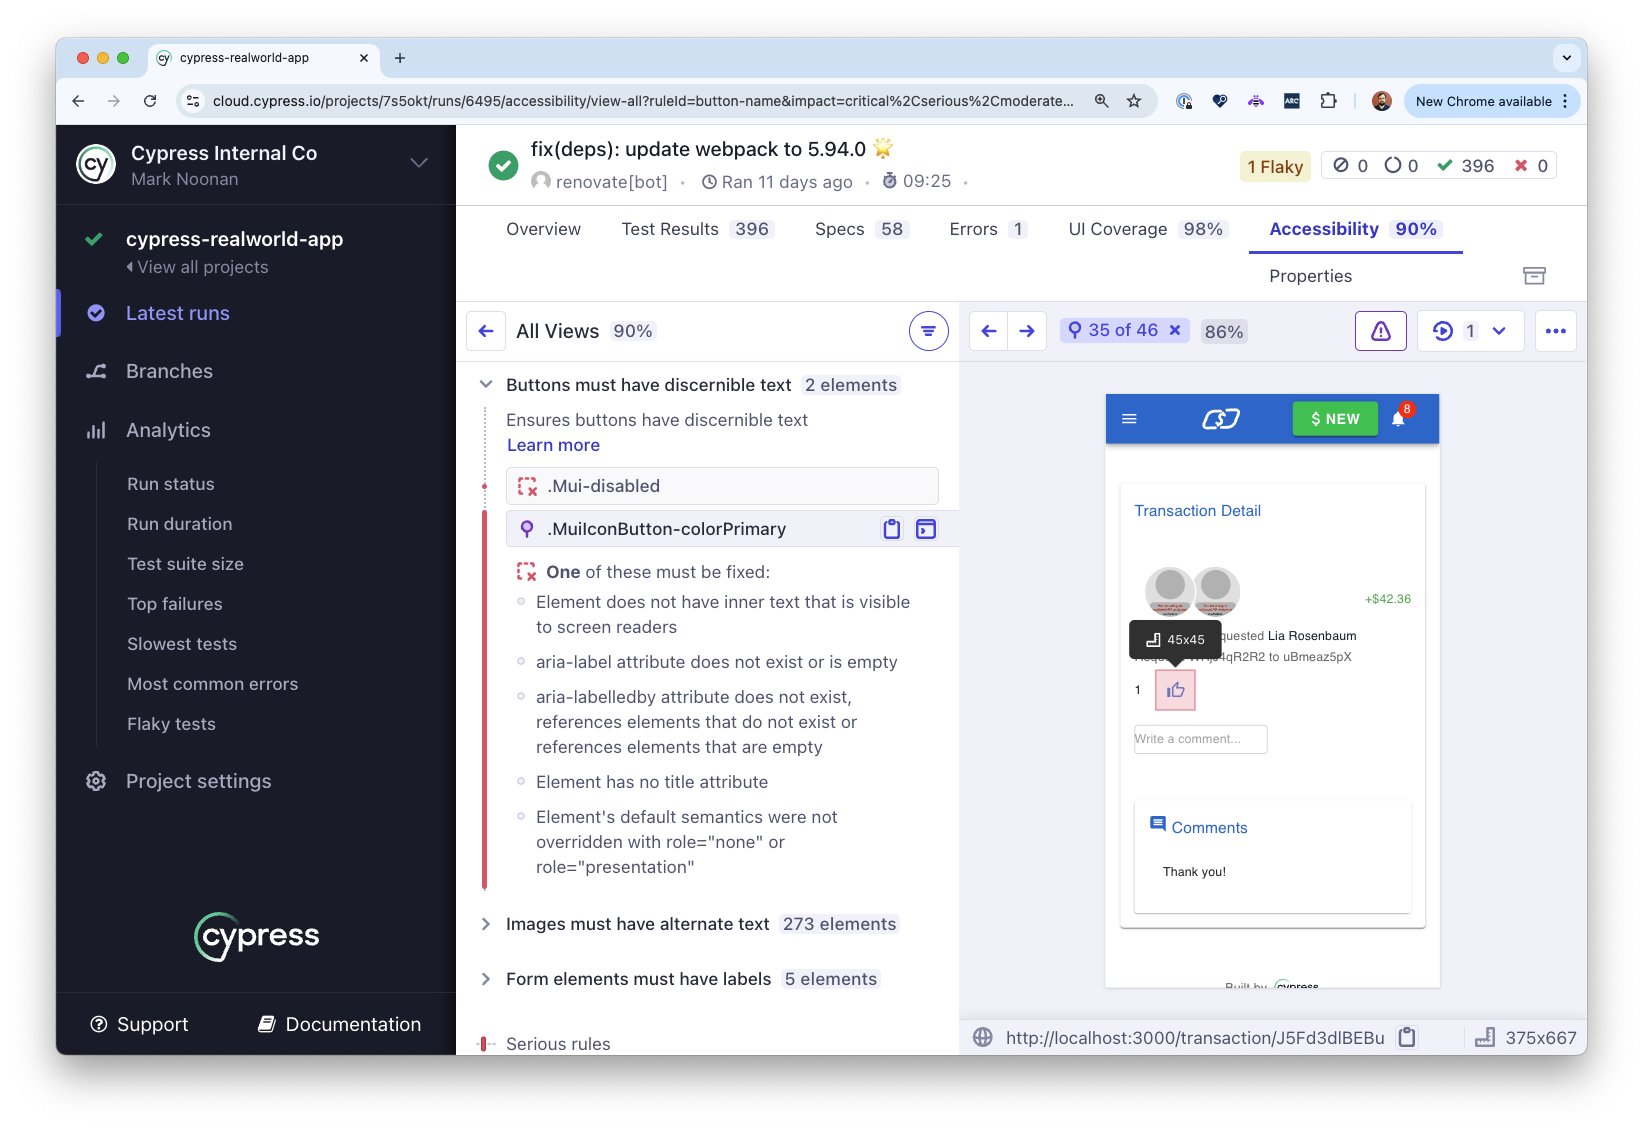 cypress-realworld-app
cloud.cypress.io/projects/7s5okt/runs/6495/accessibility/view-all?ruleId=button-name&impact=critical%2Cserious%2Cmoderate...
ARC
New Chrome available
cy
Cypress Internal Co
Mark Noonan
cypress-realworld-app
View all projects
Latest runs
Branches
Analytics
Run status
Run duration
Test suite size
Top failures
Slowest tests
Most common errors
Flaky tests
Project settings
cypress
Support
Documentation
fix(deps): update webpack to 5.94.0
renovate[bot] · Ran 11 days ago · 09:25 ·
1 Flaky
0 0 396 0
Overview
Test Results 396
Specs 58
Errors 1
UI Coverage 98%
Accessibility 90%
Properties
All Views 90%
Buttons must have discernible text 2 elements
Ensures buttons have discernible text
Learn more
.Mui-disabled
.MuiIconButton-colorPrimary
One of these must be fixed:
Element does not have inner text that is visible
to screen readers
aria-label attribute does not exist or is empty
aria-labelledby attribute does not exist,
references elements that do not exist or
references elements that are empty
Element has no title attribute
Element's default semantics were not
overridden with role="none" or
role="presentation"
Images must have alternate text 273 elements
Form elements must have labels 5 elements
Serious rules
35 of 46
86%
1
$ NEW
8
Transaction Detail
+$42.36
45x45
quested Lia Rosenbaum
4qR2R2 to uBmeaz5pX
1
Write a comment...
Comments
Thank you!
Built by cypress
http://localhost:3000/transaction/J5Fd3dlBEBu
375x667